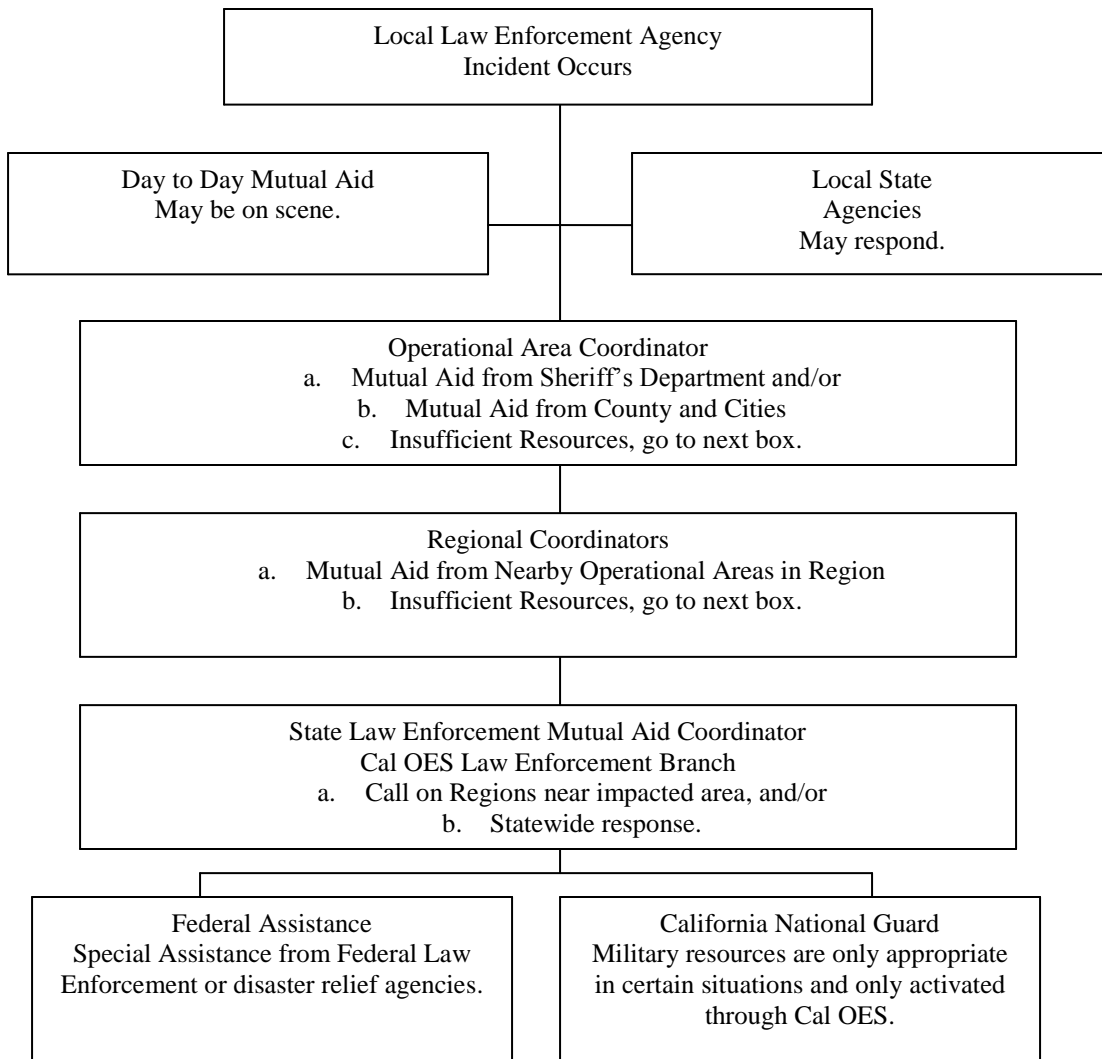 Local Law Enforcement Agency
Incident Occurs
Day to Day Mutual Aid
May be on scene.
Local State
Agencies
May respond.
Operational Area Coordinator
a. Mutual Aid from Sheriff’s Department and/or
b. Mutual Aid from County and Cities
c. Insufficient Resources, go to next box.
Regional Coordinators
a. Mutual Aid from Nearby Operational Areas in Region
b. Insufficient Resources, go to next box.
State Law Enforcement Mutual Aid Coordinator
Cal OES Law Enforcement Branch
a. Call on Regions near impacted area, and/or
b. Statewide response.
Federal Assistance
Special Assistance from Federal Law
Enforcement or disaster relief agencies.
California National Guard
Military resources are only appropriate
in certain situations and only activated
through Cal OES.